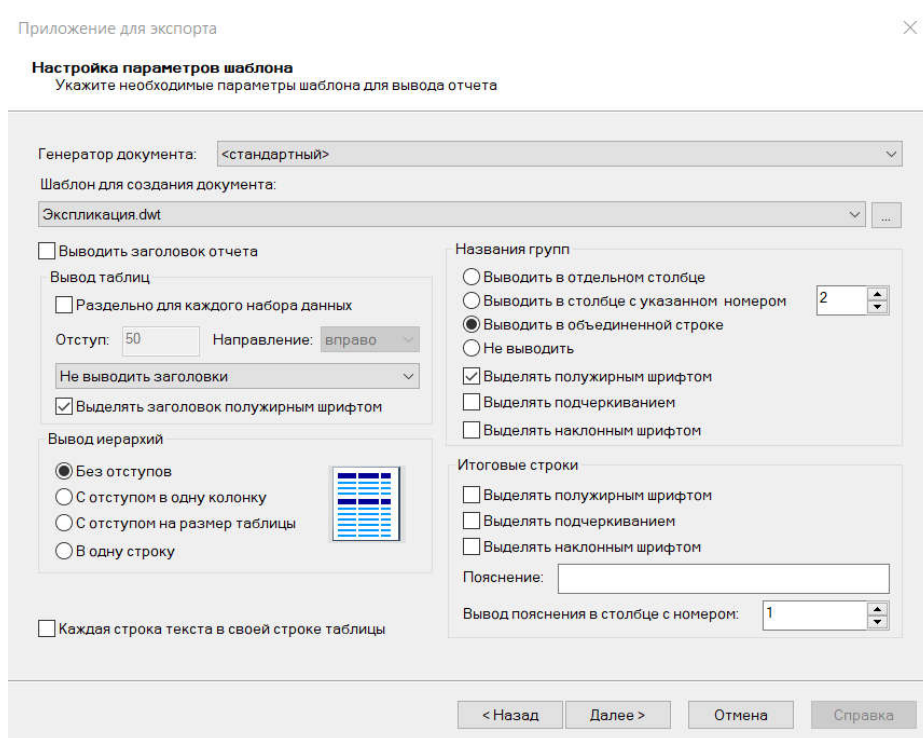 Приложение для экспорта
Настройка параметров шаблона
Укажите необходимые параметры шаблона для вывода отчета
Генератор документа: <стандартный>
Шаблон для создания документа:
Экспликация.dwt
...
Выводить заголовок отчета
Вывод таблиц
Раздельно для каждого набора данных
Отступ: 50 Направление: вправо
Не выводить заголовки
Выделять заголовок полужирным шрифтом
Вывод иерархий
Без отступов
С отступом в одну колонку
С отступом на размер таблицы
В одну строку
Каждая строка текста в своей строке таблицы
Названия групп
Выводить в отдельном столбце
Выводить в столбце с указанном номером 2
Выводить в объединенной строке
Не выводить
Выделять полужирным шрифтом
Выделять подчеркиванием
Выделять наклонным шрифтом
Итоговые строки
Выделять полужирным шрифтом
Выделять подчеркиванием
Выделять наклонным шрифтом
Пояснение:
Вывод пояснения в столбце с номером: 1
< Назад Далее > Отмена Справка